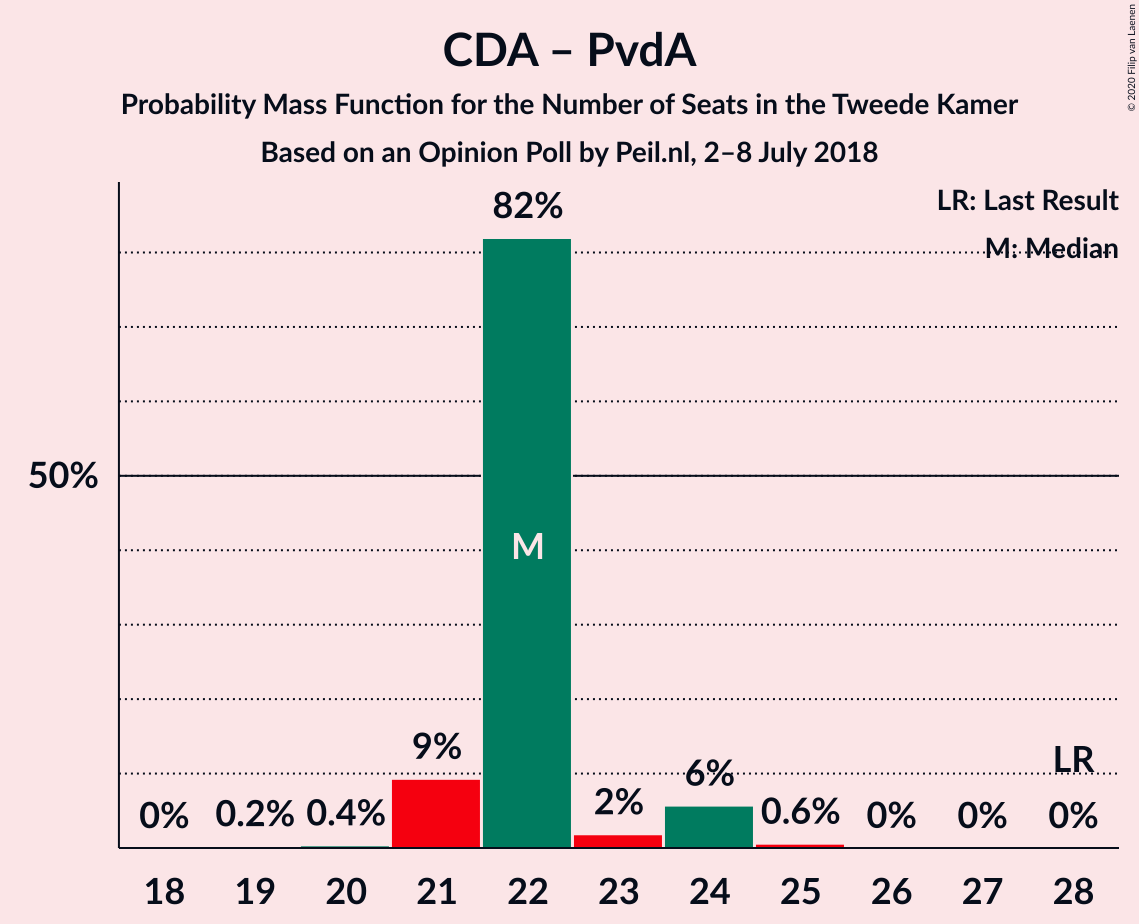 CDA – PvdA
Probability Mass Function for the Number of Seats in the Tweede Kamer
Based on an Opinion Poll by Peil.nl, 2–8 July 2018
© 2020 Filip van Laenen
LR: Last Result
M: Median
82%
50%
M
9%
LR
6%
0% 0.2% 0.4% 2% 0.6% 0% 0% 0%
18 19 20 21 22 23 24 25 26 27 28